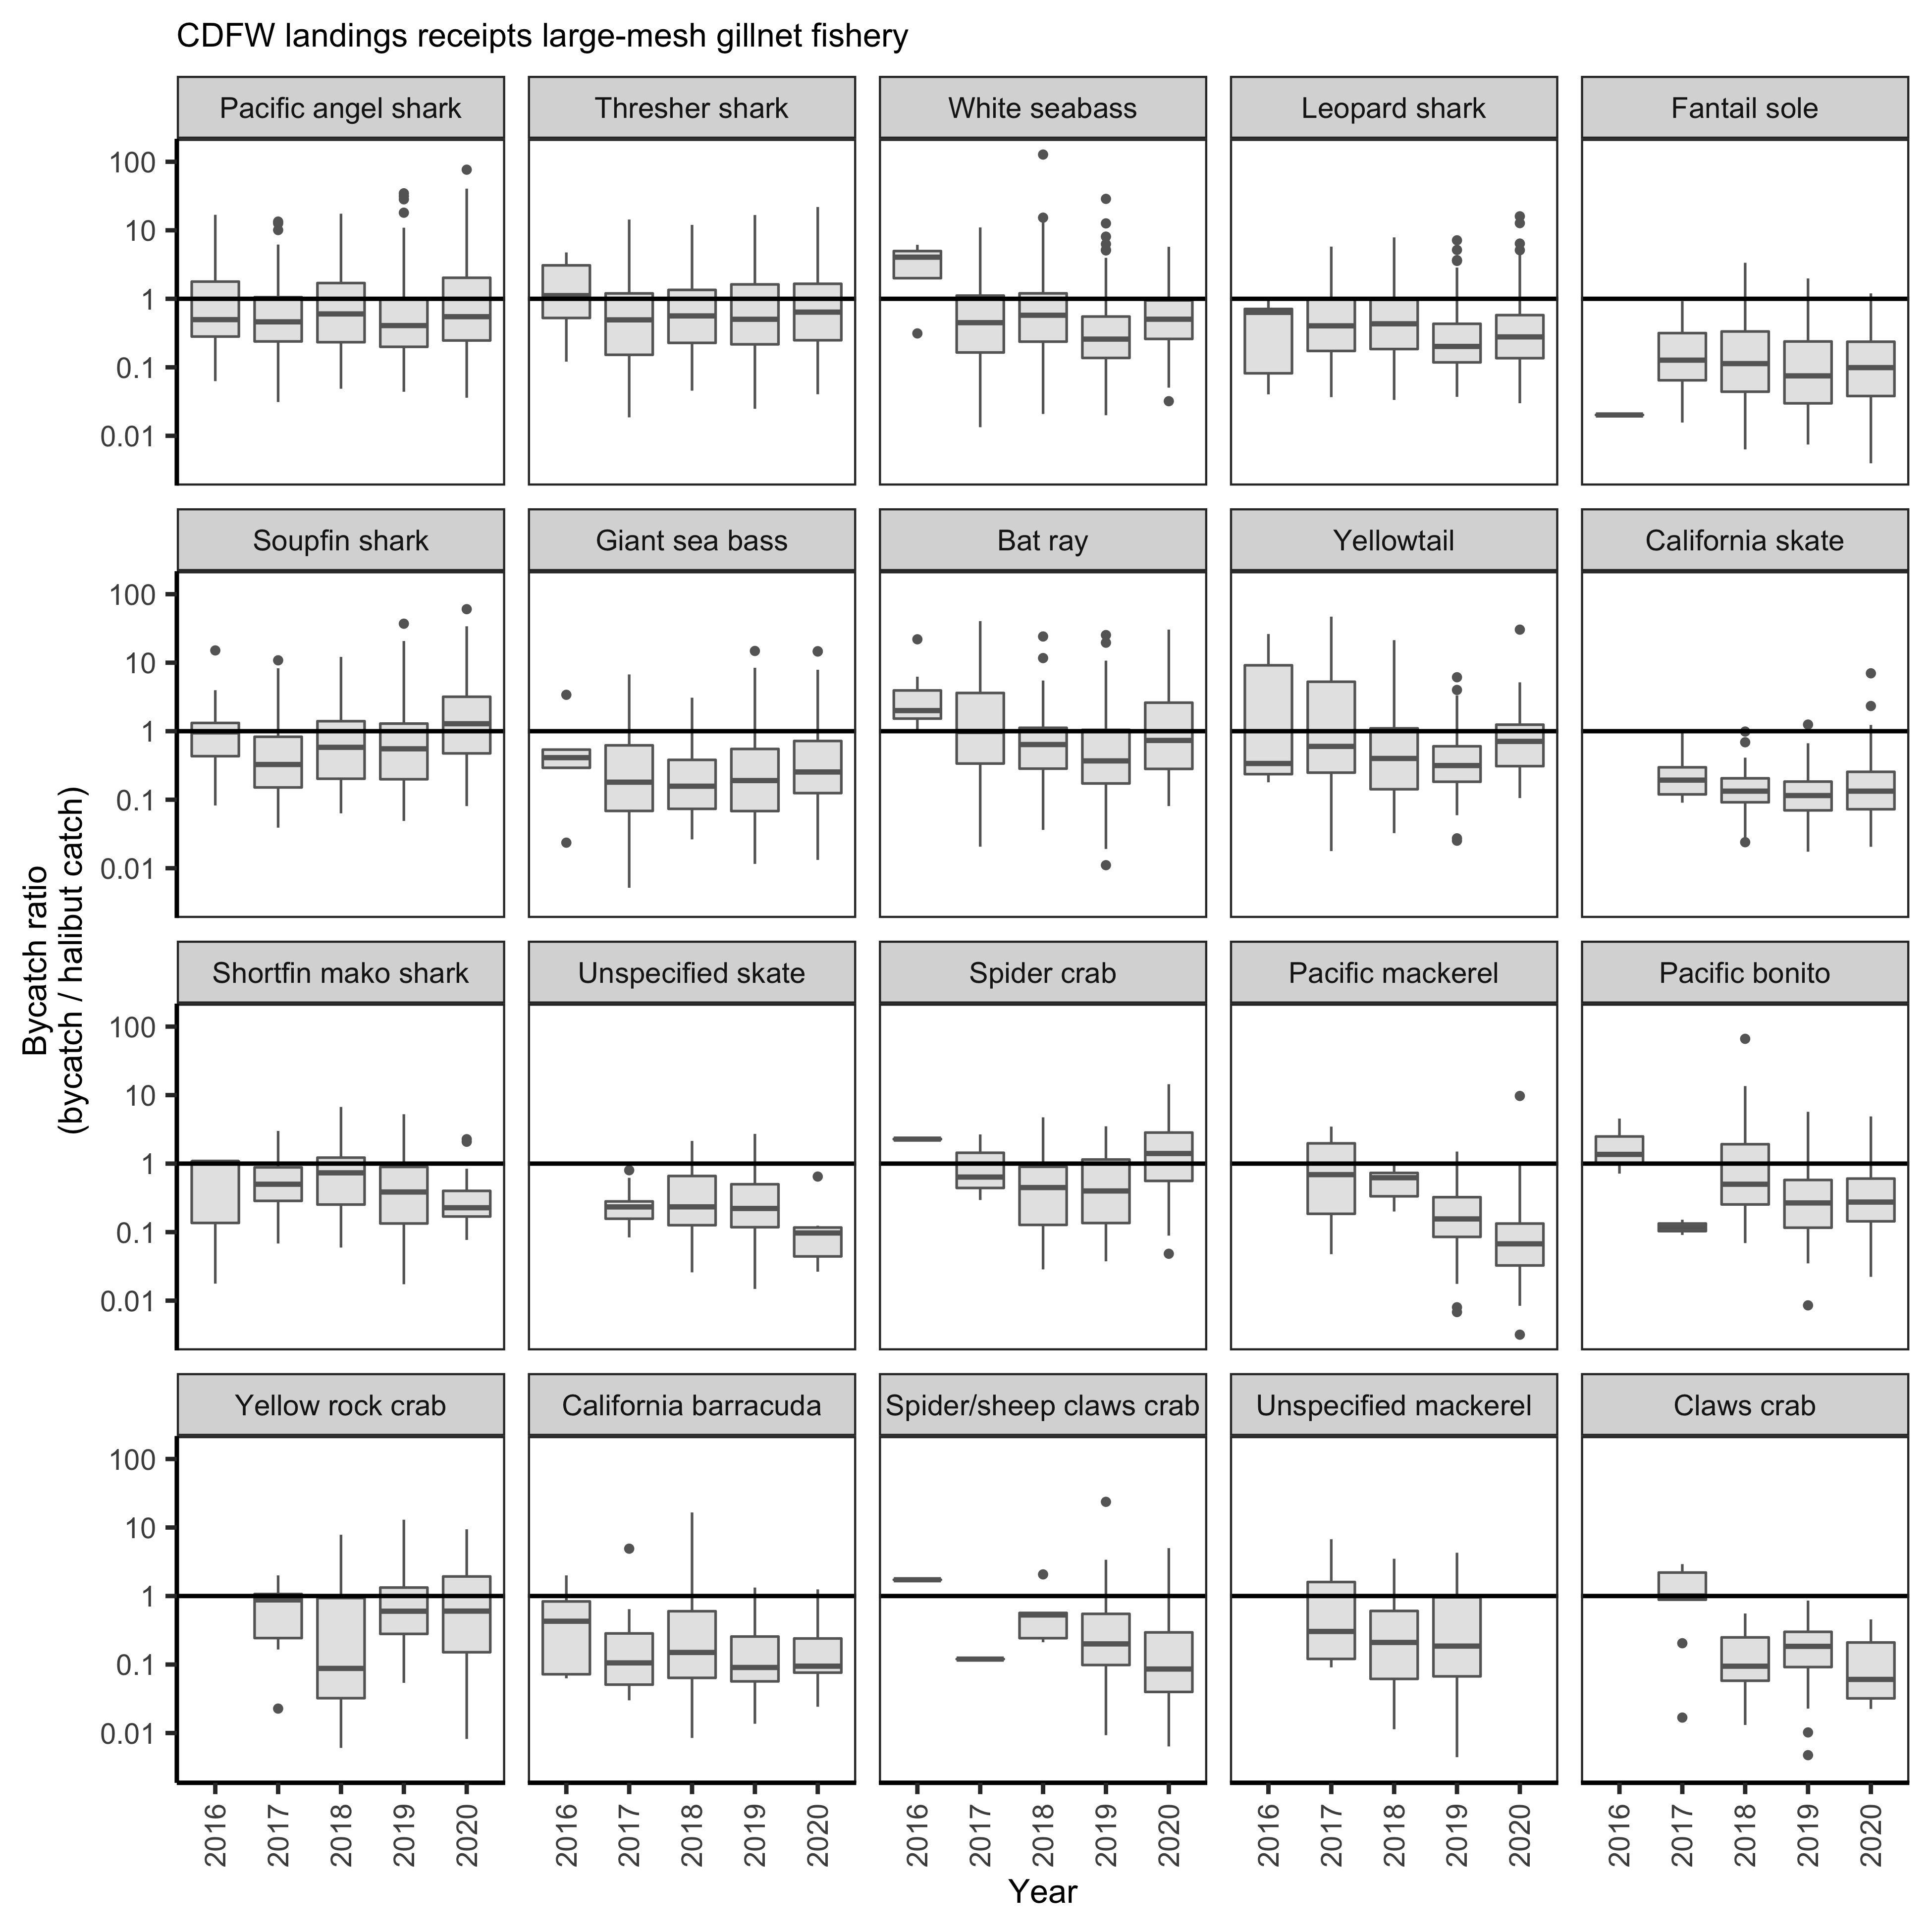 CDFW landings receipts large-mesh gillnet fishery
Pacific angel shark
Thresher shark
White seabass
Leopard shark
Fantail sole
100
10
1
0.1
0.01
Soupfin shark
Giant sea bass
Bat ray
Yellowtail
California skate
100
10
1
0.1
0.01
Bycatch ratio
(bycatch / halibut catch)
Shortfin mako shark
Unspecified skate
Spider crab
Pacific mackerel
Pacific bonito
100
10
1
0.1
0.01
Yellow rock crab
California barracuda
Spider/sheep claws crab
Unspecified mackerel
Claws crab
100
10
1
0.1
0.01
2016 2017 2018 2019 2020
2016 2017 2018 2019 2020
2016 2017 2018 2019 2020
2016 2017 2018 2019 2020
2016 2017 2018 2019 2020
Year